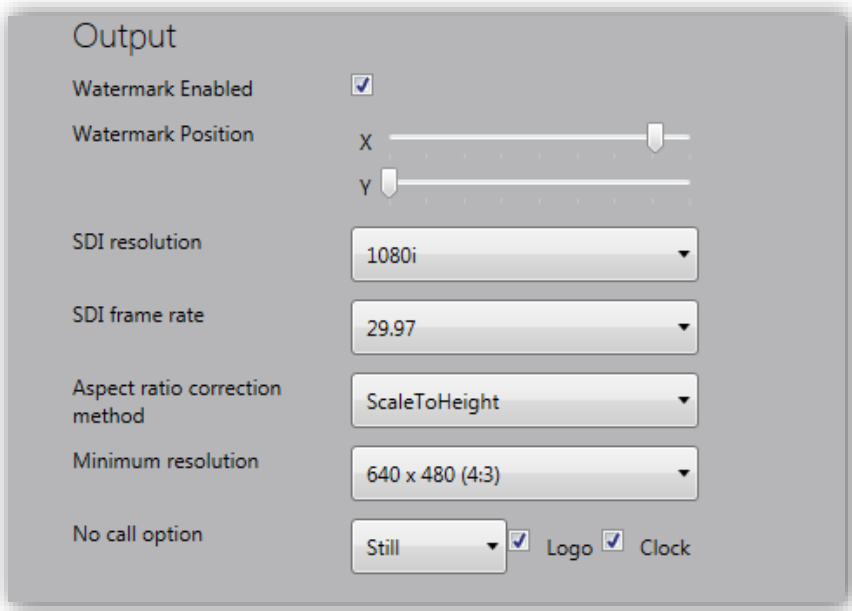 Output
Watermark Enabled
Watermark Position
X
Y
SDI resolution
1080i
SDI frame rate
29.97
Aspect ratio correction
method
ScaleToHeight
Minimum resolution
640 x 480 (4:3)
No call option
Still Logo Clock